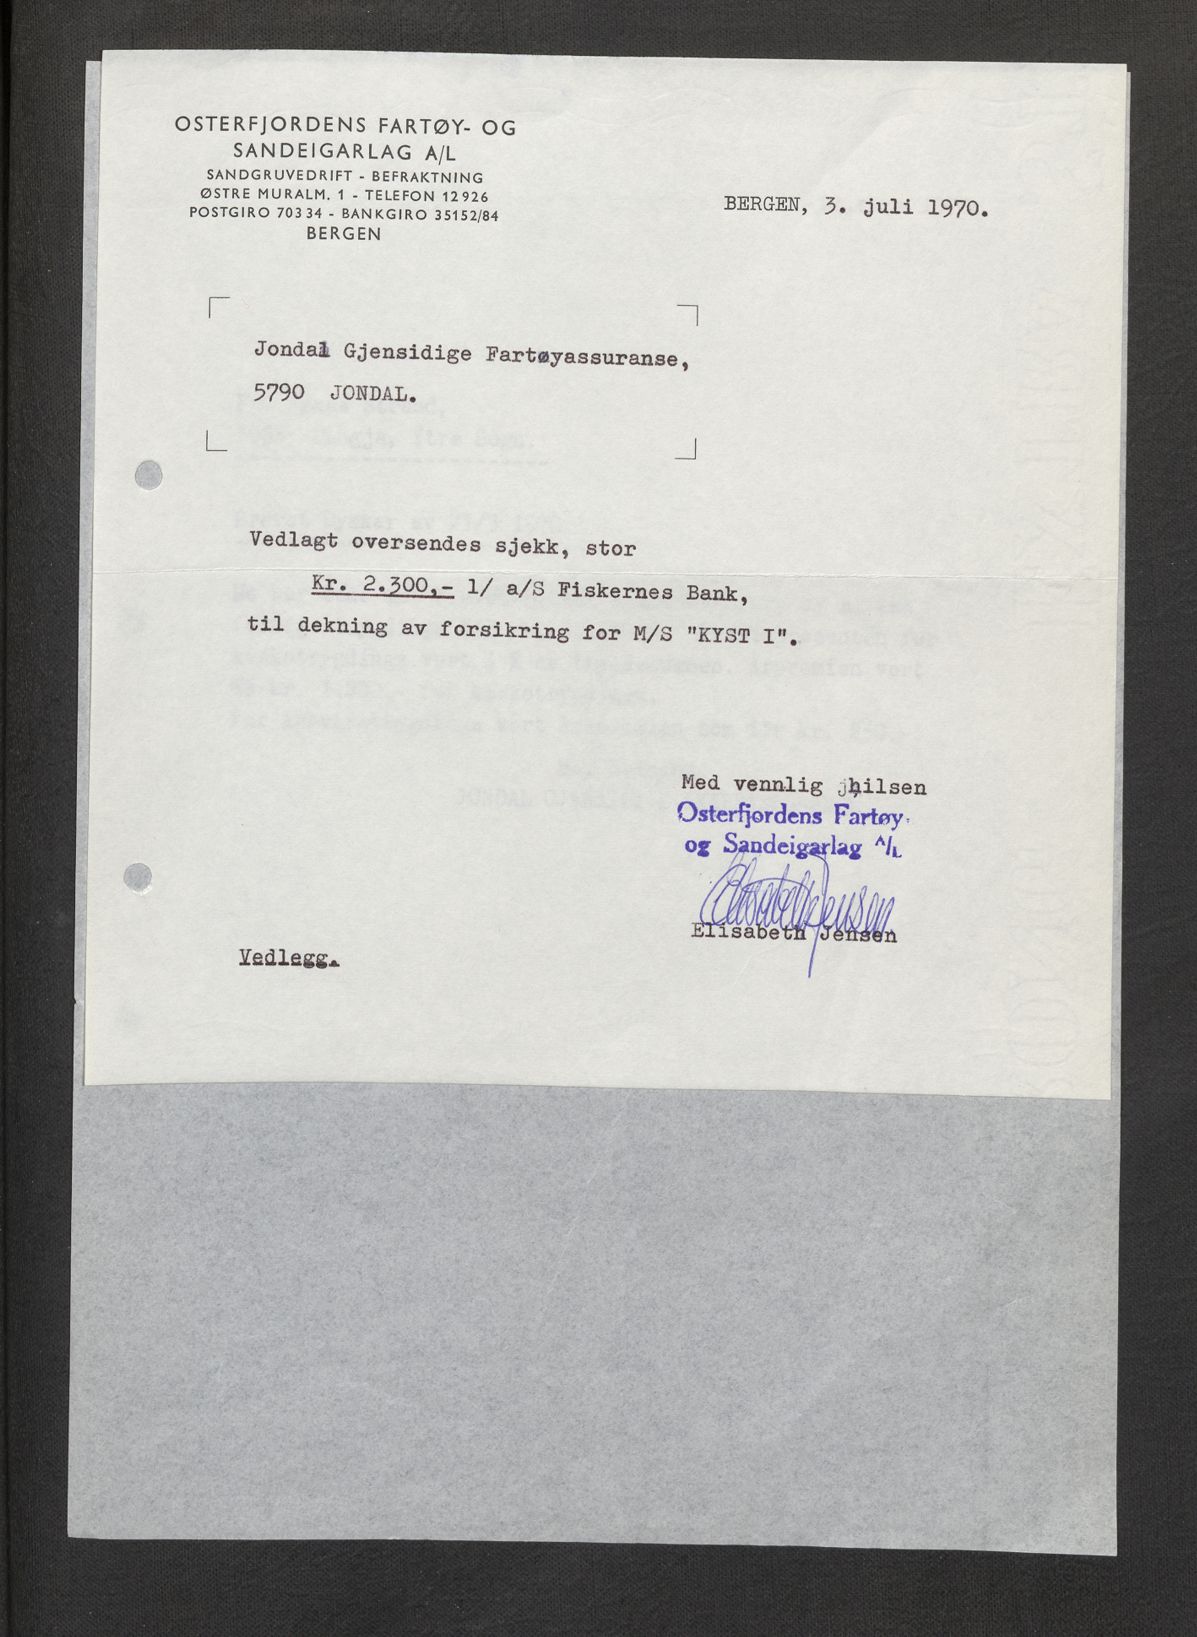 OSTERFJORDENS FARTØY- OG
SANDEIGARLAG A/L
SANDGRUVEDRIFT - BEFRAKTNING
ØSTRE MURALM. 1 - TELEFON 12926
POSTGIRO 70334 - BANKGIRO 35152/84
BERGEN
BERGEN, 3. juli 1970.
Jondal Gjensidige Fartøyassuranse,
5790 JONDAL.
Vedlagt oversendes sjekk, stor
Kr. 2.300,- l/ a/S Fiskernes Bank,
til dekning av forsikring for M/S "KYST I".
Med vennlig hilsen
Osterfjordens Fartøy-
og Sandeigarlag A/L
Elisabeth Jensen
Elisabeth Jensen
Vedlegg.